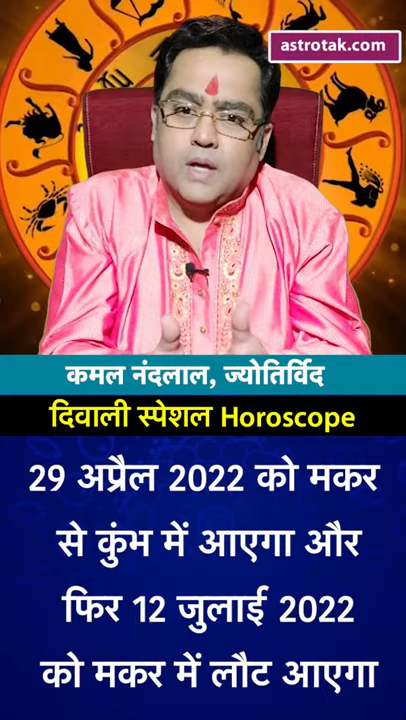 astrotak.com
कमल नंदलाल, ज्योतिर्विद
दिवाली स्पेशल Horoscope
29 अप्रैल 2022 को मकर
से कुंभ में आएगा और
फिर 12 जुलाई 2022
को मकर में लौट आएगा